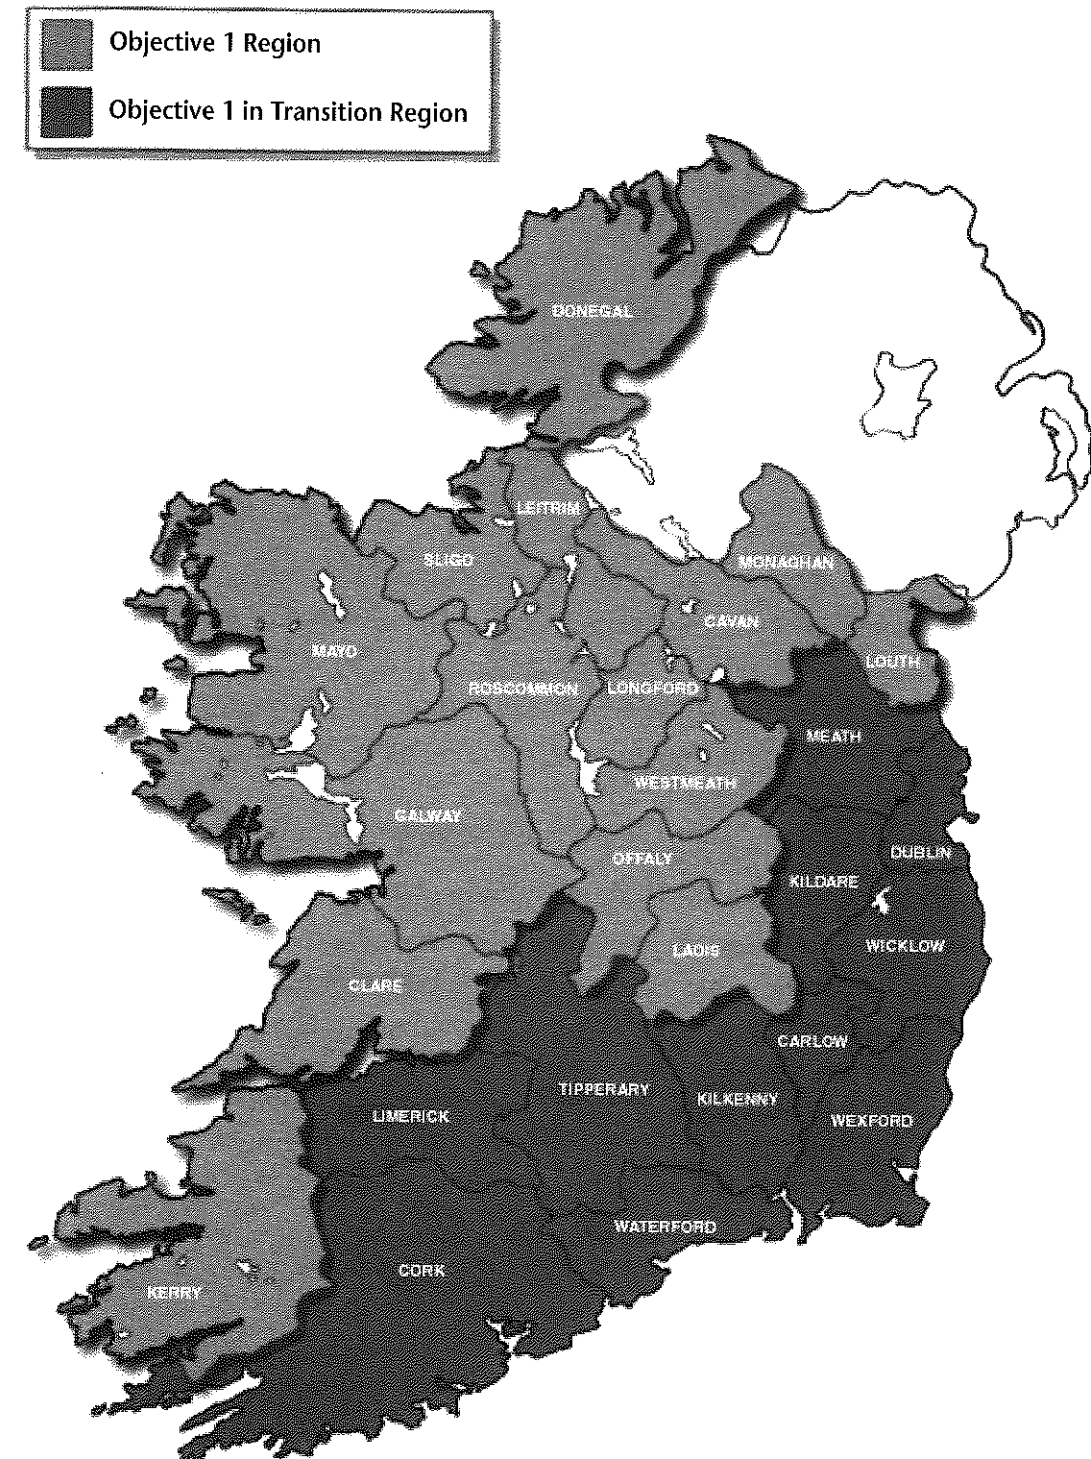 Objective 1 Region
Objective 1 in Transition Region
DONEGAL
LEITRIM
SLIGO
MONAGHAN
CAVAN
MAYO
LOUTH
ROSCOMMON
LONGFORD
MEATH
WESTMEATH
GALWAY
DUBLIN
OFFALY
KILDARE
WICKLOW
LAOIS
CLARE
CARLOW
TIPPERARY
KILKENNY
LIMERICK
WEXFORD
WATERFORD
CORK
KERRY